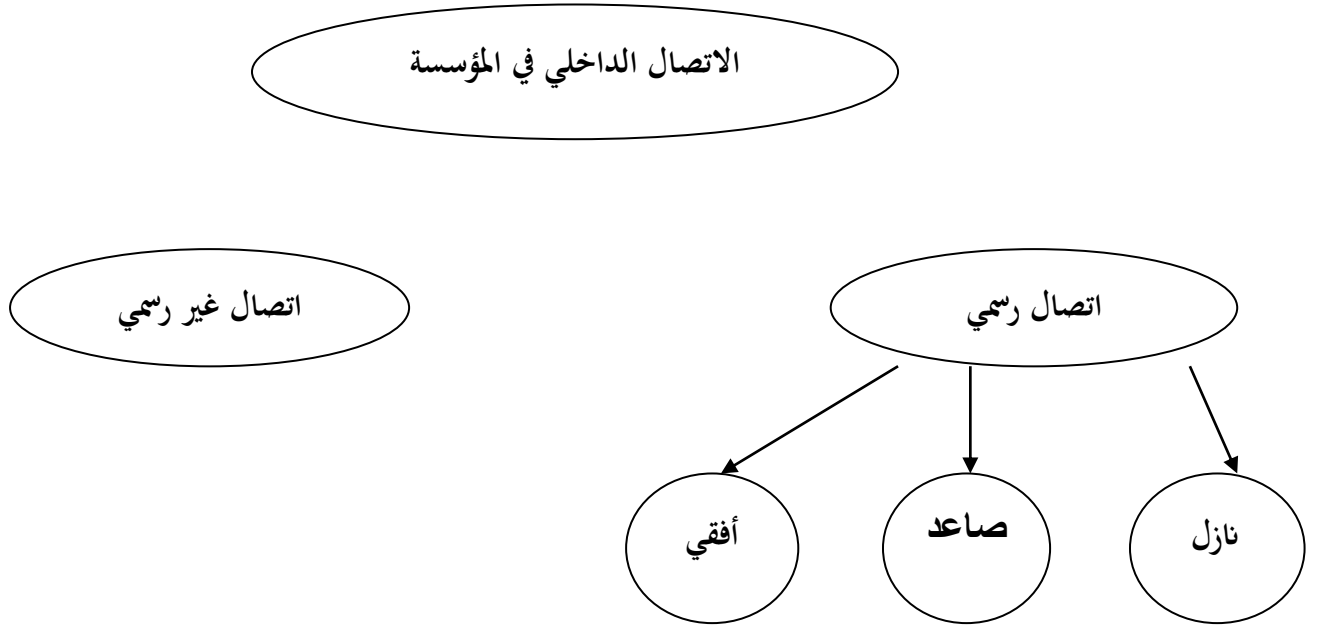 الاتصال الداخلي في المؤسسة
اتصال رسمي
اتصال غير رسمي
نازل
صاعد
أفقي